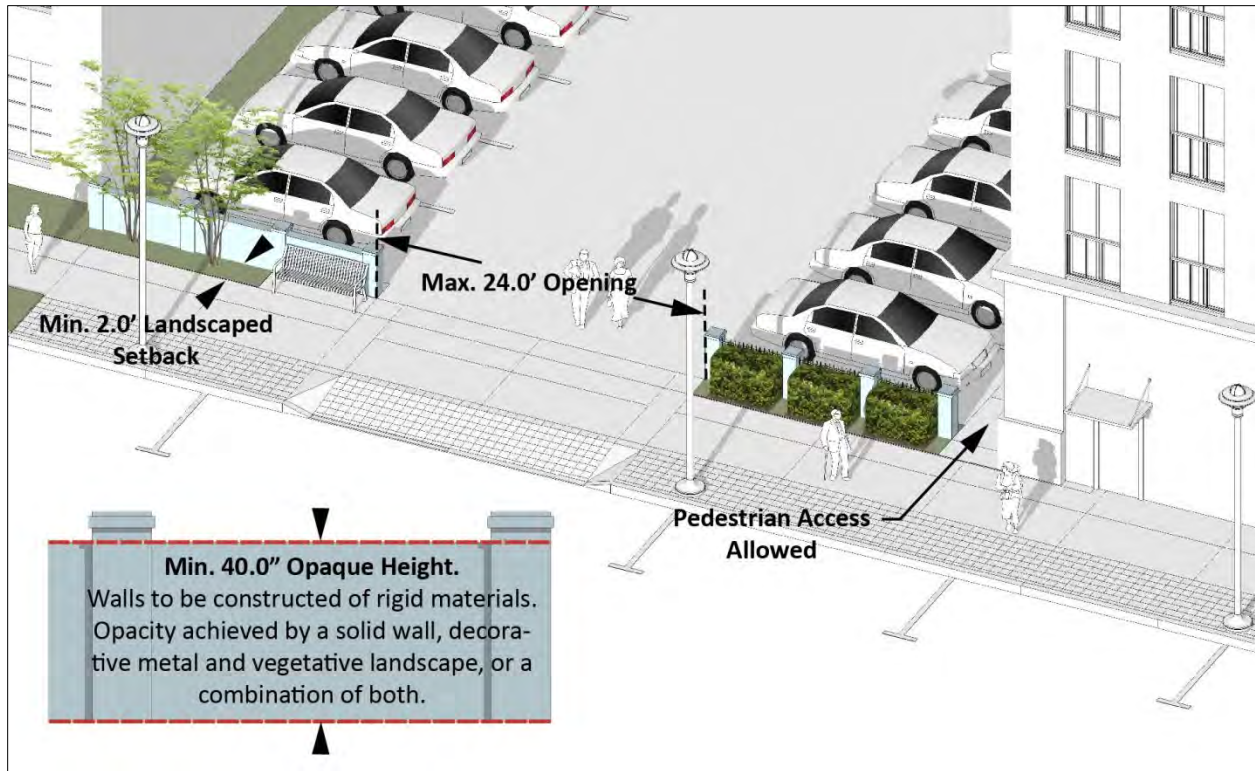 Max. 24.0’ Opening
Min. 2.0’ Landscaped
Setback
Pedestrian Access
Allowed
Min. 40.0” Opaque Height.
Walls to be constructed of rigid materials.
Opacity achieved by a solid wall, decora-
tive metal and vegetative landscape, or a
combination of both.